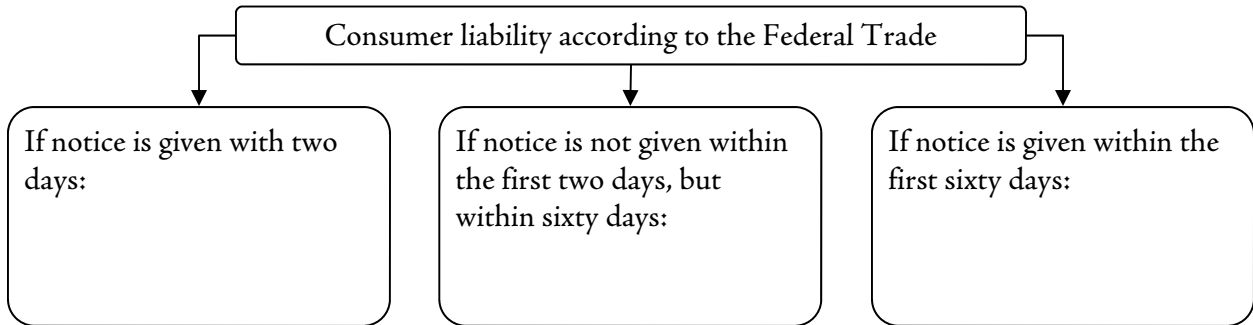 Consumer liability according to the Federal Trade
If notice is given with two
days:
If notice is not given within
the first two days, but
within sixty days:
If notice is given within the
first sixty days: